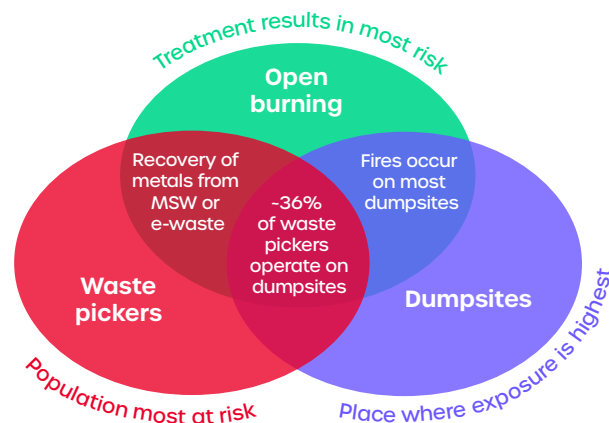 Treatment results in most risk
Open
burning
Recovery of
metals from
MSW or
e-waste
Fires occur
on most
dumpsites
~36%
of waste
pickers
operate on
dumpsites
Waste
pickers
Dumpsites
Population most at risk
Place where exposure is highest